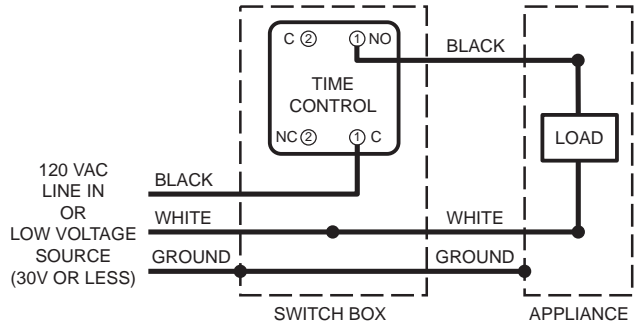 C ② ① NO
BLACK
TIME
CONTROL
NC ② ① C
LOAD
120 VAC
LINE IN
OR
LOW VOLTAGE
SOURCE
(30V OR LESS)
BLACK
WHITE
WHITE
GROUND
GROUND
SWITCH BOX
APPLIANCE